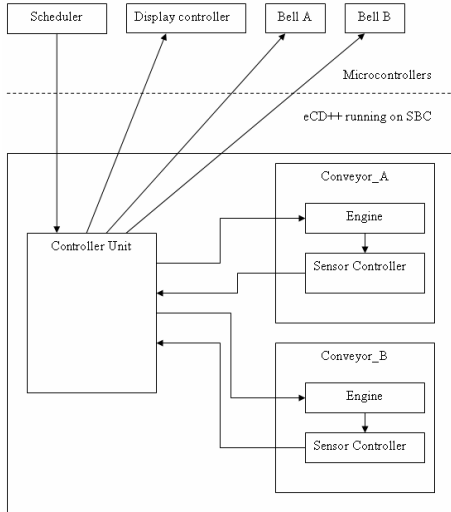 Scheduler
Display controller
Bell A
Bell B
Microcontrollers
eCD++ running on SBC
Conveyor_A
Engine
Controller Unit
Sensor Controller
Conveyor_B
Engine
Sensor Controller